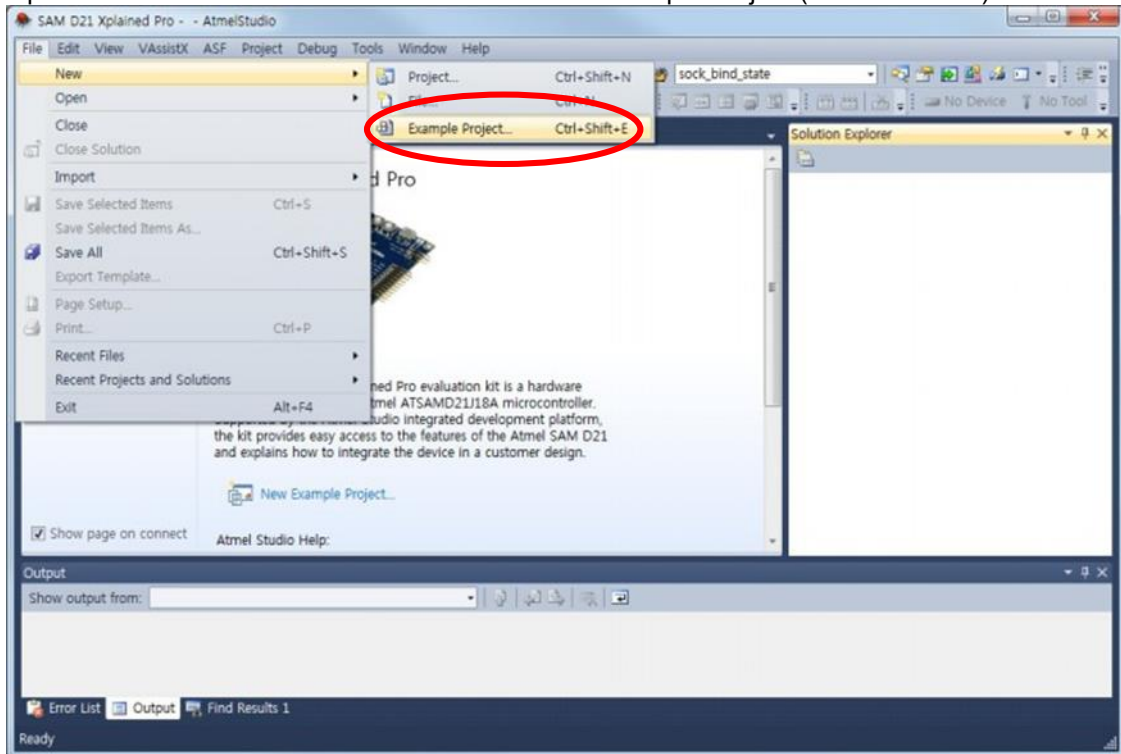 SAM D21 Xplained Pro - - AtmelStudio
File Edit View VAssistX ASF Project Debug Tools Window Help
New
Open
Close
Close Solution
Import
Save Selected Items Ctrl+S
Save Selected Items As...
Save All Ctrl+Shift+S
Export Template...
Page Setup...
Print... Ctrl+P
Recent Files
Recent Projects and Solutions
Exit Alt+F4
Project... Ctrl+Shift+N
File... Ctrl+N
Example Project... Ctrl+Shift+E
sock_bind_state
No Device No Tool
Solution Explorer
d Pro
ned Pro evaluation kit is a hardware
tmel ATSAMD21J18A microcontroller.
integrated development platform,
the kit provides easy access to the features of the Atmel SAM D21
and explains how to integrate the device in a customer design.
New Example Project...
Show page on connect
Atmel Studio Help:
Output
Show output from:
Error List Output Find Results 1
Ready